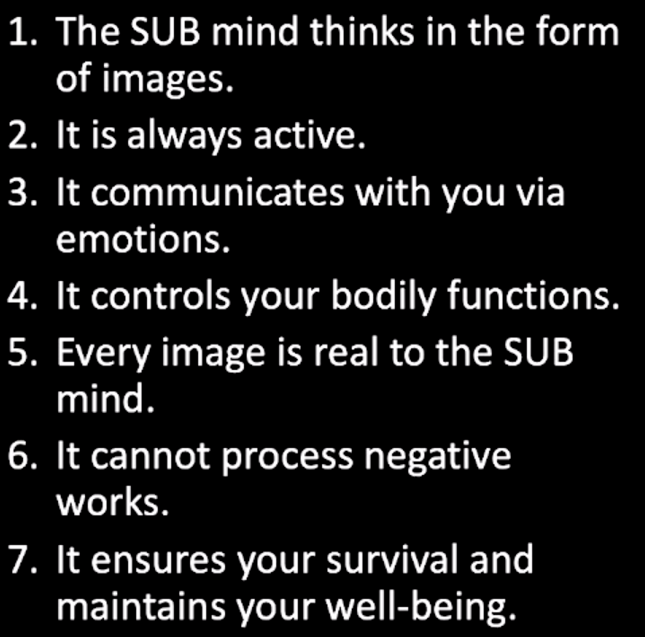 1. The SUB mind thinks in the form
of images.
2. It is always active.
3. It communicates with you via
emotions.
4. It controls your bodily functions.
5. Every image is real to the SUB
mind.
6. It cannot process negative
works.
7. It ensures your survival and
maintains your well-being.